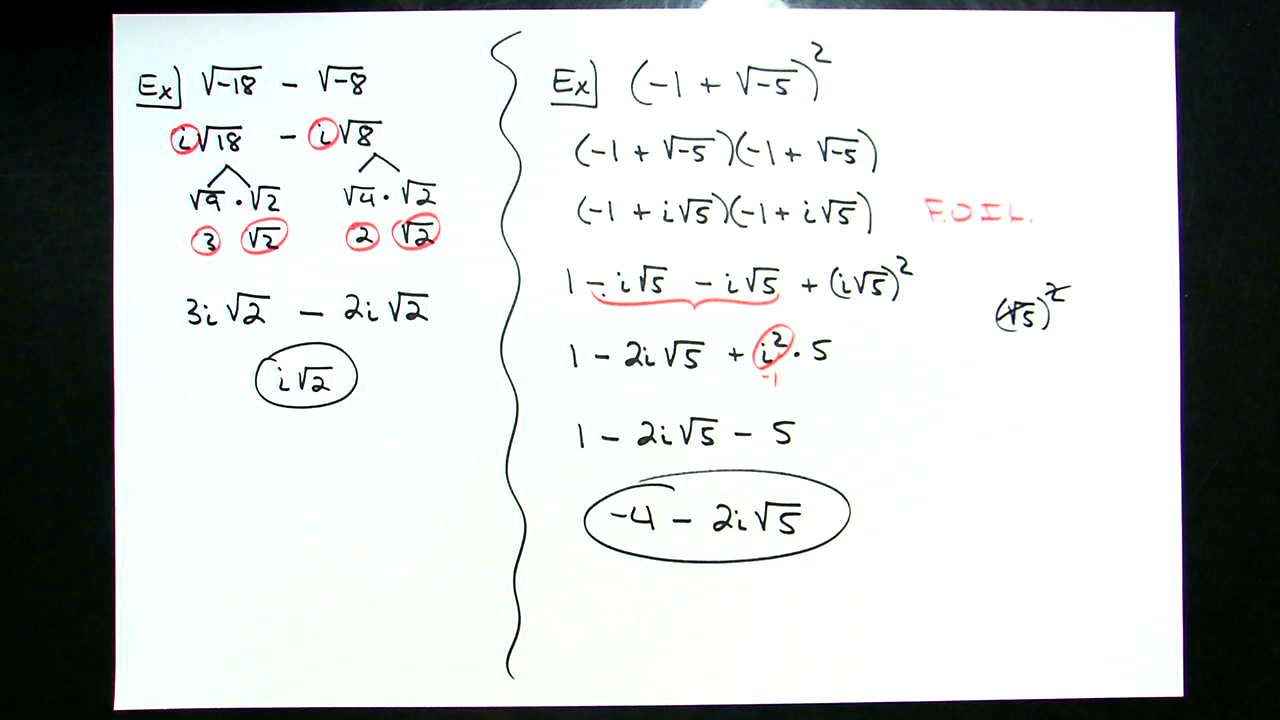 Ex] √-18 - √-8
i√18 - i√8
√9 · √2 √4 · √2
3 √2 2 √2
3i√2 - 2i√2
i√2
Ex] (-1 + √-5)²
(-1 + √-5)(-1 + √-5)
(-1 + i√5)(-1 + i√5) F.O.I.L.
1 - i√5 - i√5 + (i√5)²
(√5)²
1 - 2i√5 + i² · 5
-1
1 - 2i√5 - 5
-4 - 2i√5